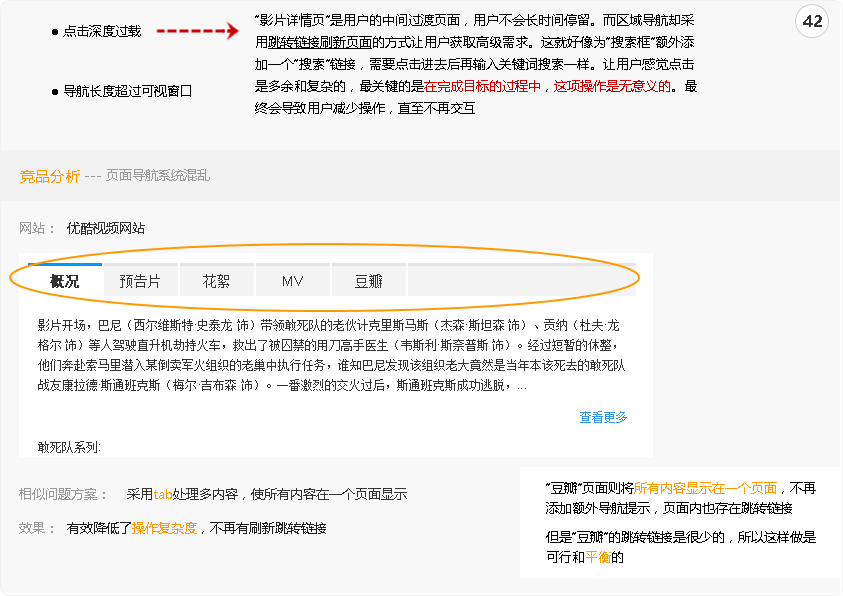 42
● 点击深度过载
● 导航长度超过可视窗口
“影片详情页”是用户的中间过渡页面，用户不会长时间停留。而区域导航却采
用跳转链接刷新页面的方式让用户获取高级需求。这就好像为”搜索框”额外添
加一个”搜索”链接，需要点击进去后再输入关键词搜索一样。让用户感觉点击
是多余和复杂的，最关键的是在完成目标的过程中，这项操作是无意义的。最
终会导致用户减少操作，直至不再交互
竞品分析 --- 页面导航系统混乱
网站： 优酷视频网站
概况 预告片 花絮 MV 豆瓣
影片开场，巴尼（西尔维斯特·史泰龙 饰）带领敢死队的老伙计克里斯马斯（杰森·斯坦森 饰）、贡纳（杜夫·龙
格尔 饰）等人驾驶直升机劫持火车，救出了被囚禁的用刀高手医生（韦斯利·斯奈普斯 饰）。经过短暂的休整，
他们奔赴索马里潜入某倒卖军火组织的老巢中执行任务，谁知巴尼发现该组织老大竟然是当年本该死去的敢死队
战友康拉德·斯通班克斯（梅尔·吉布森 饰）。一番激烈的交火过后，斯通班克斯成功逃脱，...
查看更多
敢死队系列:
相似问题方案： 采用tab处理多内容，使所有内容在一个页面显示
效果： 有效降低了操作复杂度，不再有刷新跳转链接
“豆瓣”页面则将所有内容显示在一个页面，不再
添加额外导航提示，页面内也存在跳转链接
但是“豆瓣”的跳转链接是很少的，所以这样做是
可行和平衡的